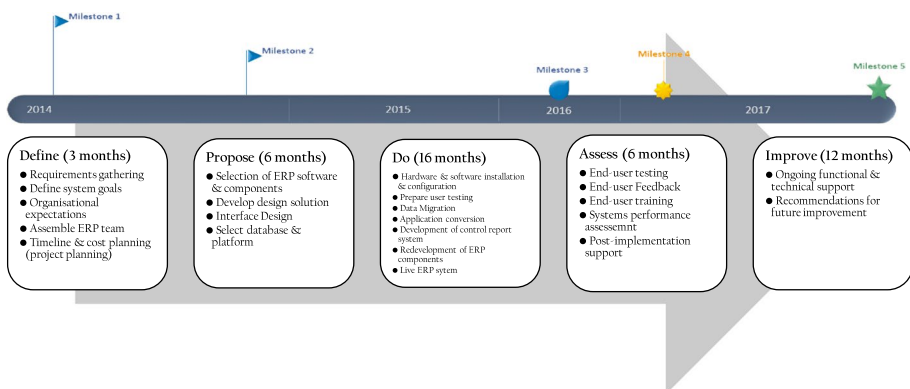 Milestone 1
Milestone 2
Milestone 3
Milestone 4
Milestone 5
2014
2015
2016
2017
Define (3 months)
● Requirements gathering
● Define system goals
● Organisational
expectations
● Assemble ERP team
● Timeline & cost planning
(project planning)
Propose (6 months)
● Selection of ERP software
& components
● Develop design solution
● Interface Design
● Select database &
platform
Do (16 months)
● Hardware & software installation
& configuration
● Prepare user testing
● Data Migration
● Application conversion
● Development of control report
system
● Redevelopment of ERP
components
● Live ERP sytem
Assess (6 months)
● End-user testing
● End-user Feedback
● End-user training
● Systems performance
assessemnt
● Post-implementation
support
Improve (12 months)
● Ongoing functional &
technical support
● Recommendations for
future improvement